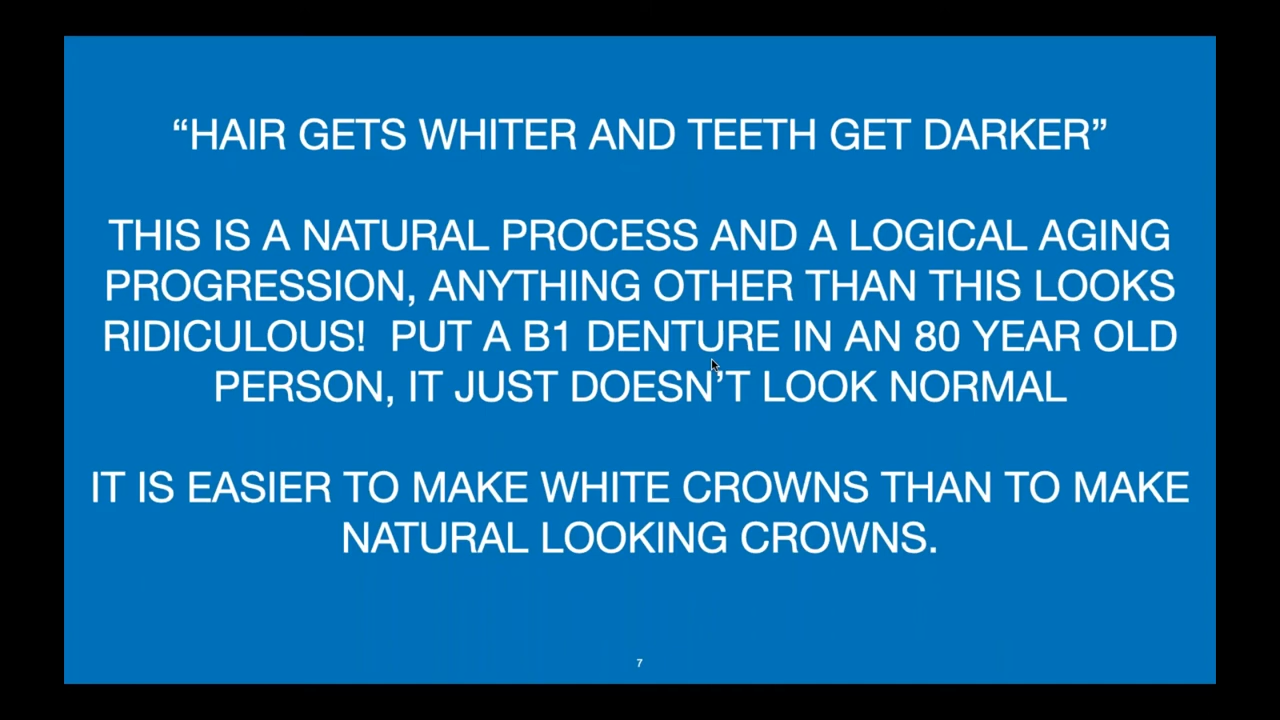 “HAIR GETS WHITER AND TEETH GET DARKER”
THIS IS A NATURAL PROCESS AND A LOGICAL AGING
PROGRESSION, ANYTHING OTHER THAN THIS LOOKS
RIDICULOUS!  PUT A B1 DENTURE IN AN 80 YEAR OLD
PERSON, IT JUST DOESN’T LOOK NORMAL
IT IS EASIER TO MAKE WHITE CROWNS THAN TO MAKE
NATURAL LOOKING CROWNS.
7